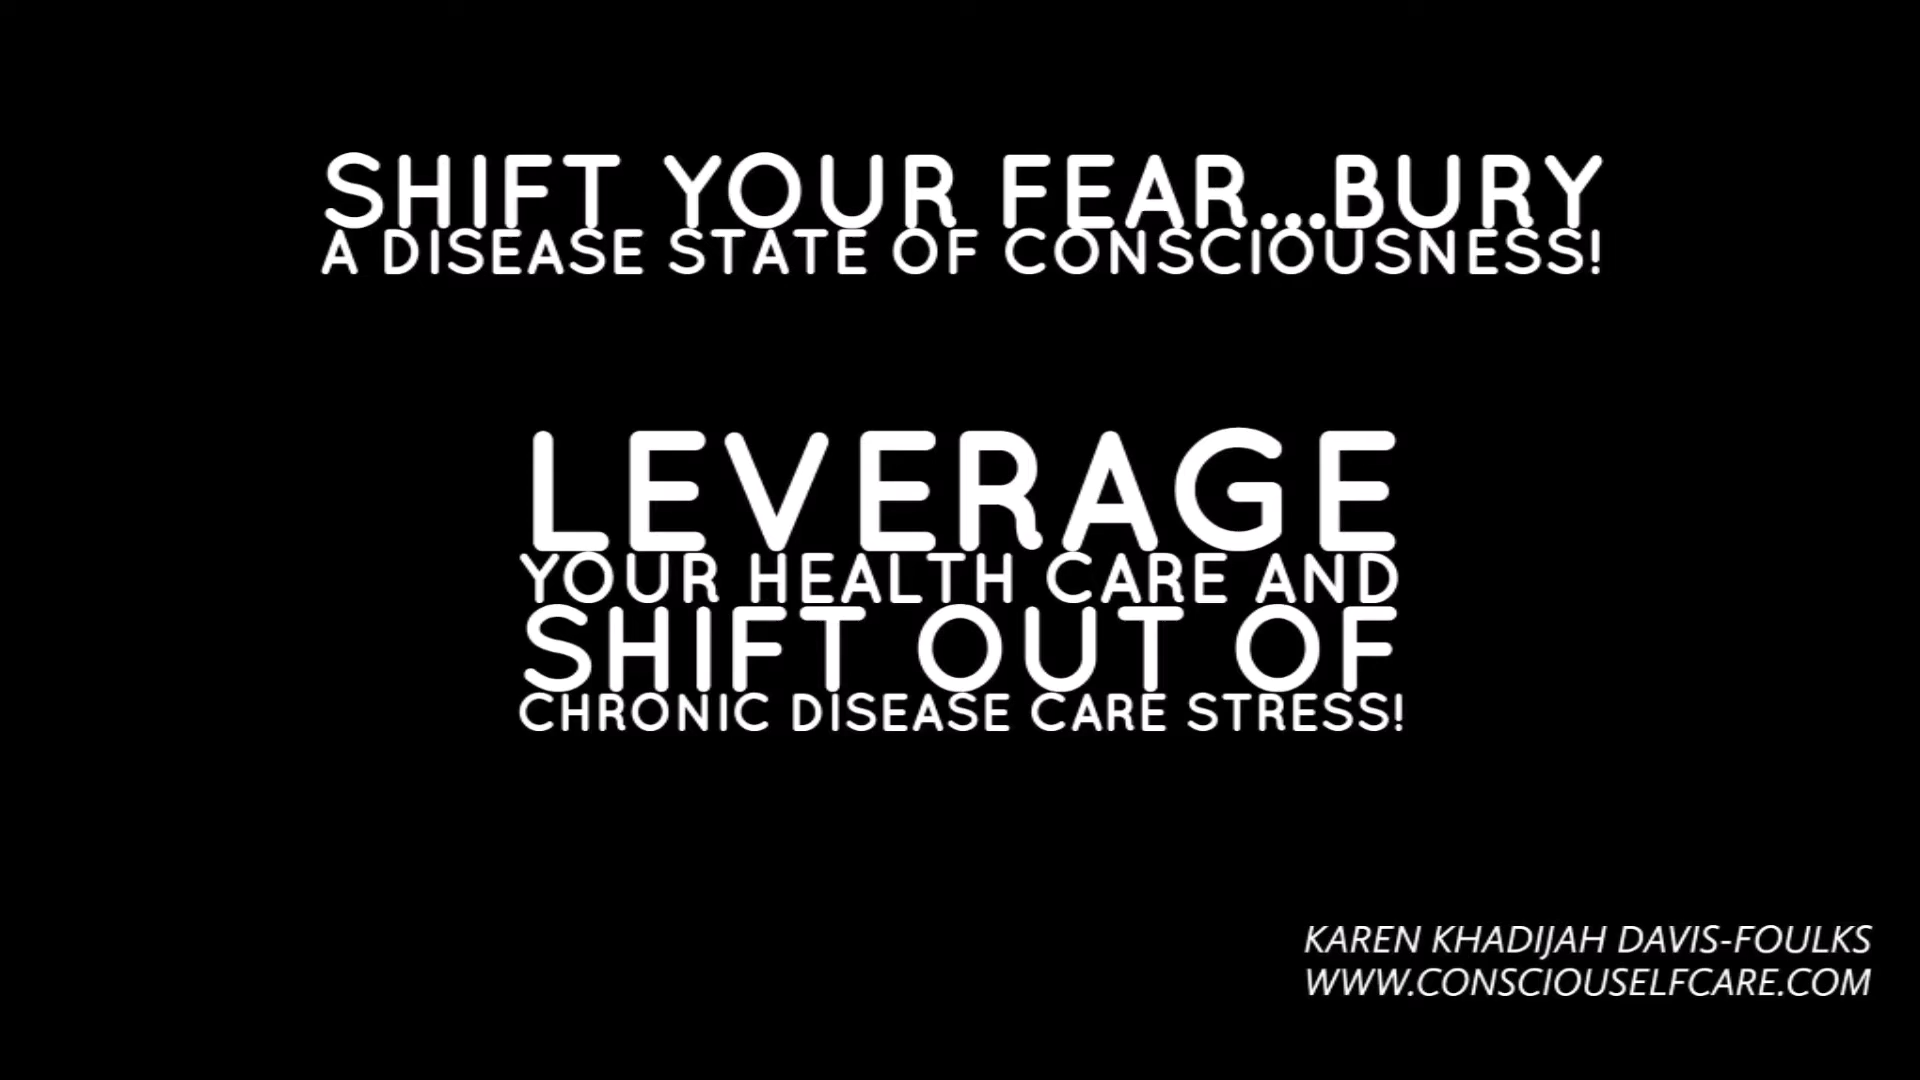 SHIFT YOUR FEAR...BURY
A DISEASE STATE OF CONSCIOUSNESS!
LEVERAGE
YOUR HEALTH CARE AND
SHIFT OUT OF
CHRONIC DISEASE CARE STRESS!
KAREN KHADIJAH DAVIS-FOULKS
WWW.CONSCIOUSELFCARE.COM